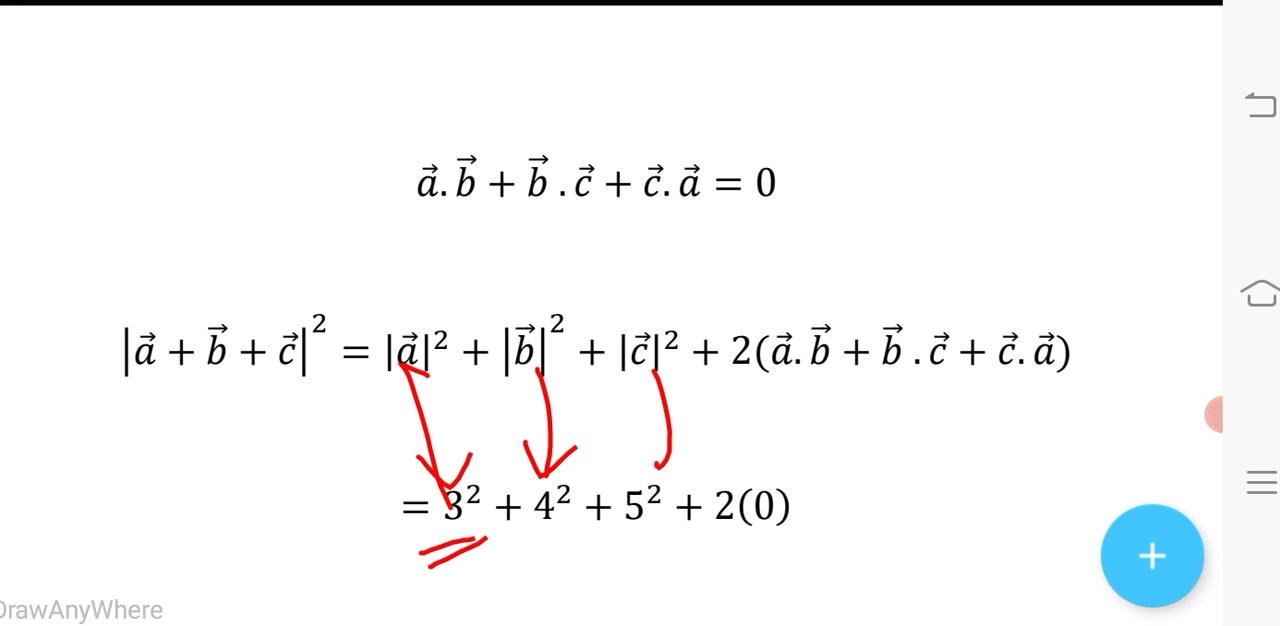 a⃗.b⃗ + b⃗ .c⃗ + c⃗.a⃗ = 0
|a⃗ + b⃗ + c⃗|² = |a⃗|² + |b⃗|² + |c⃗|² + 2(a⃗.b⃗ + b⃗ .c⃗ + c⃗.a⃗)
= 3² + 4² + 5² + 2(0)
+
DrawAnyWhere